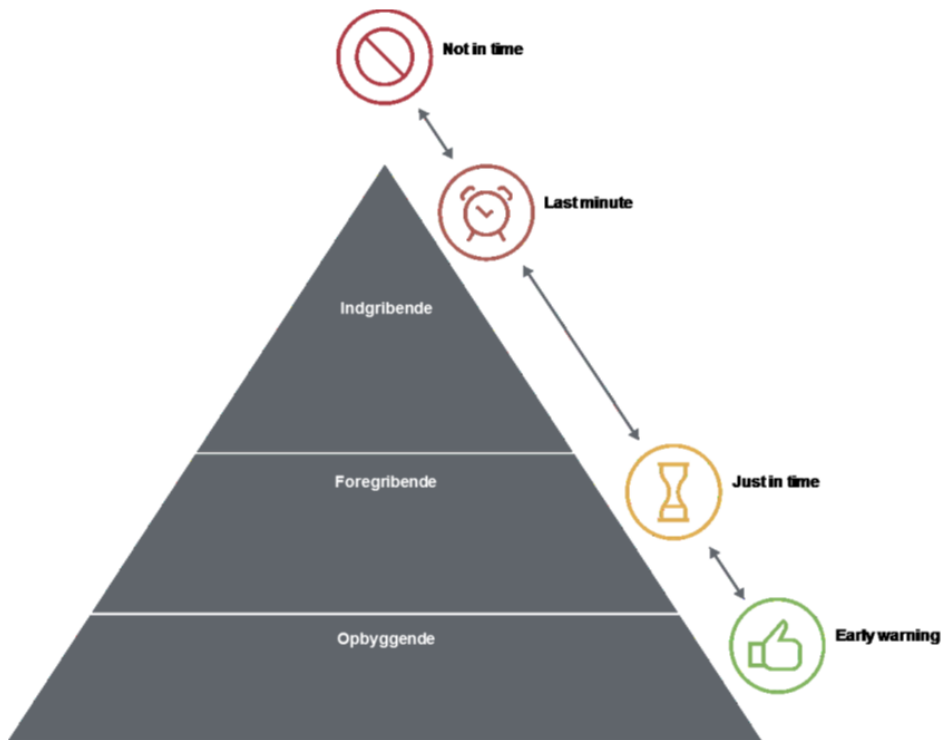 Not in time
Last minute
Indgribende
Foregribende
Just in time
Opbyggende
Early warning